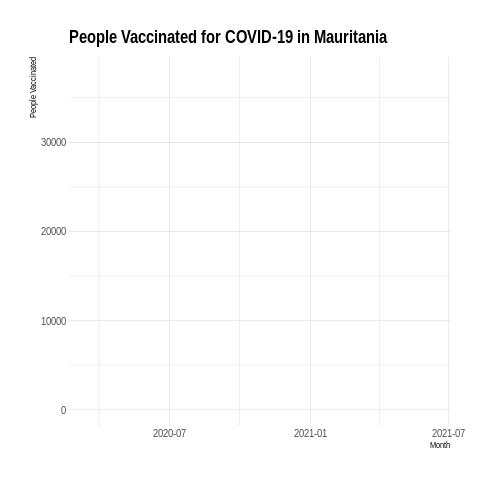 People Vaccinated for COVID-19 in Mauritania
People Vaccinated
30000
20000
10000
0
2020-07 2021-01 2021-07
Month